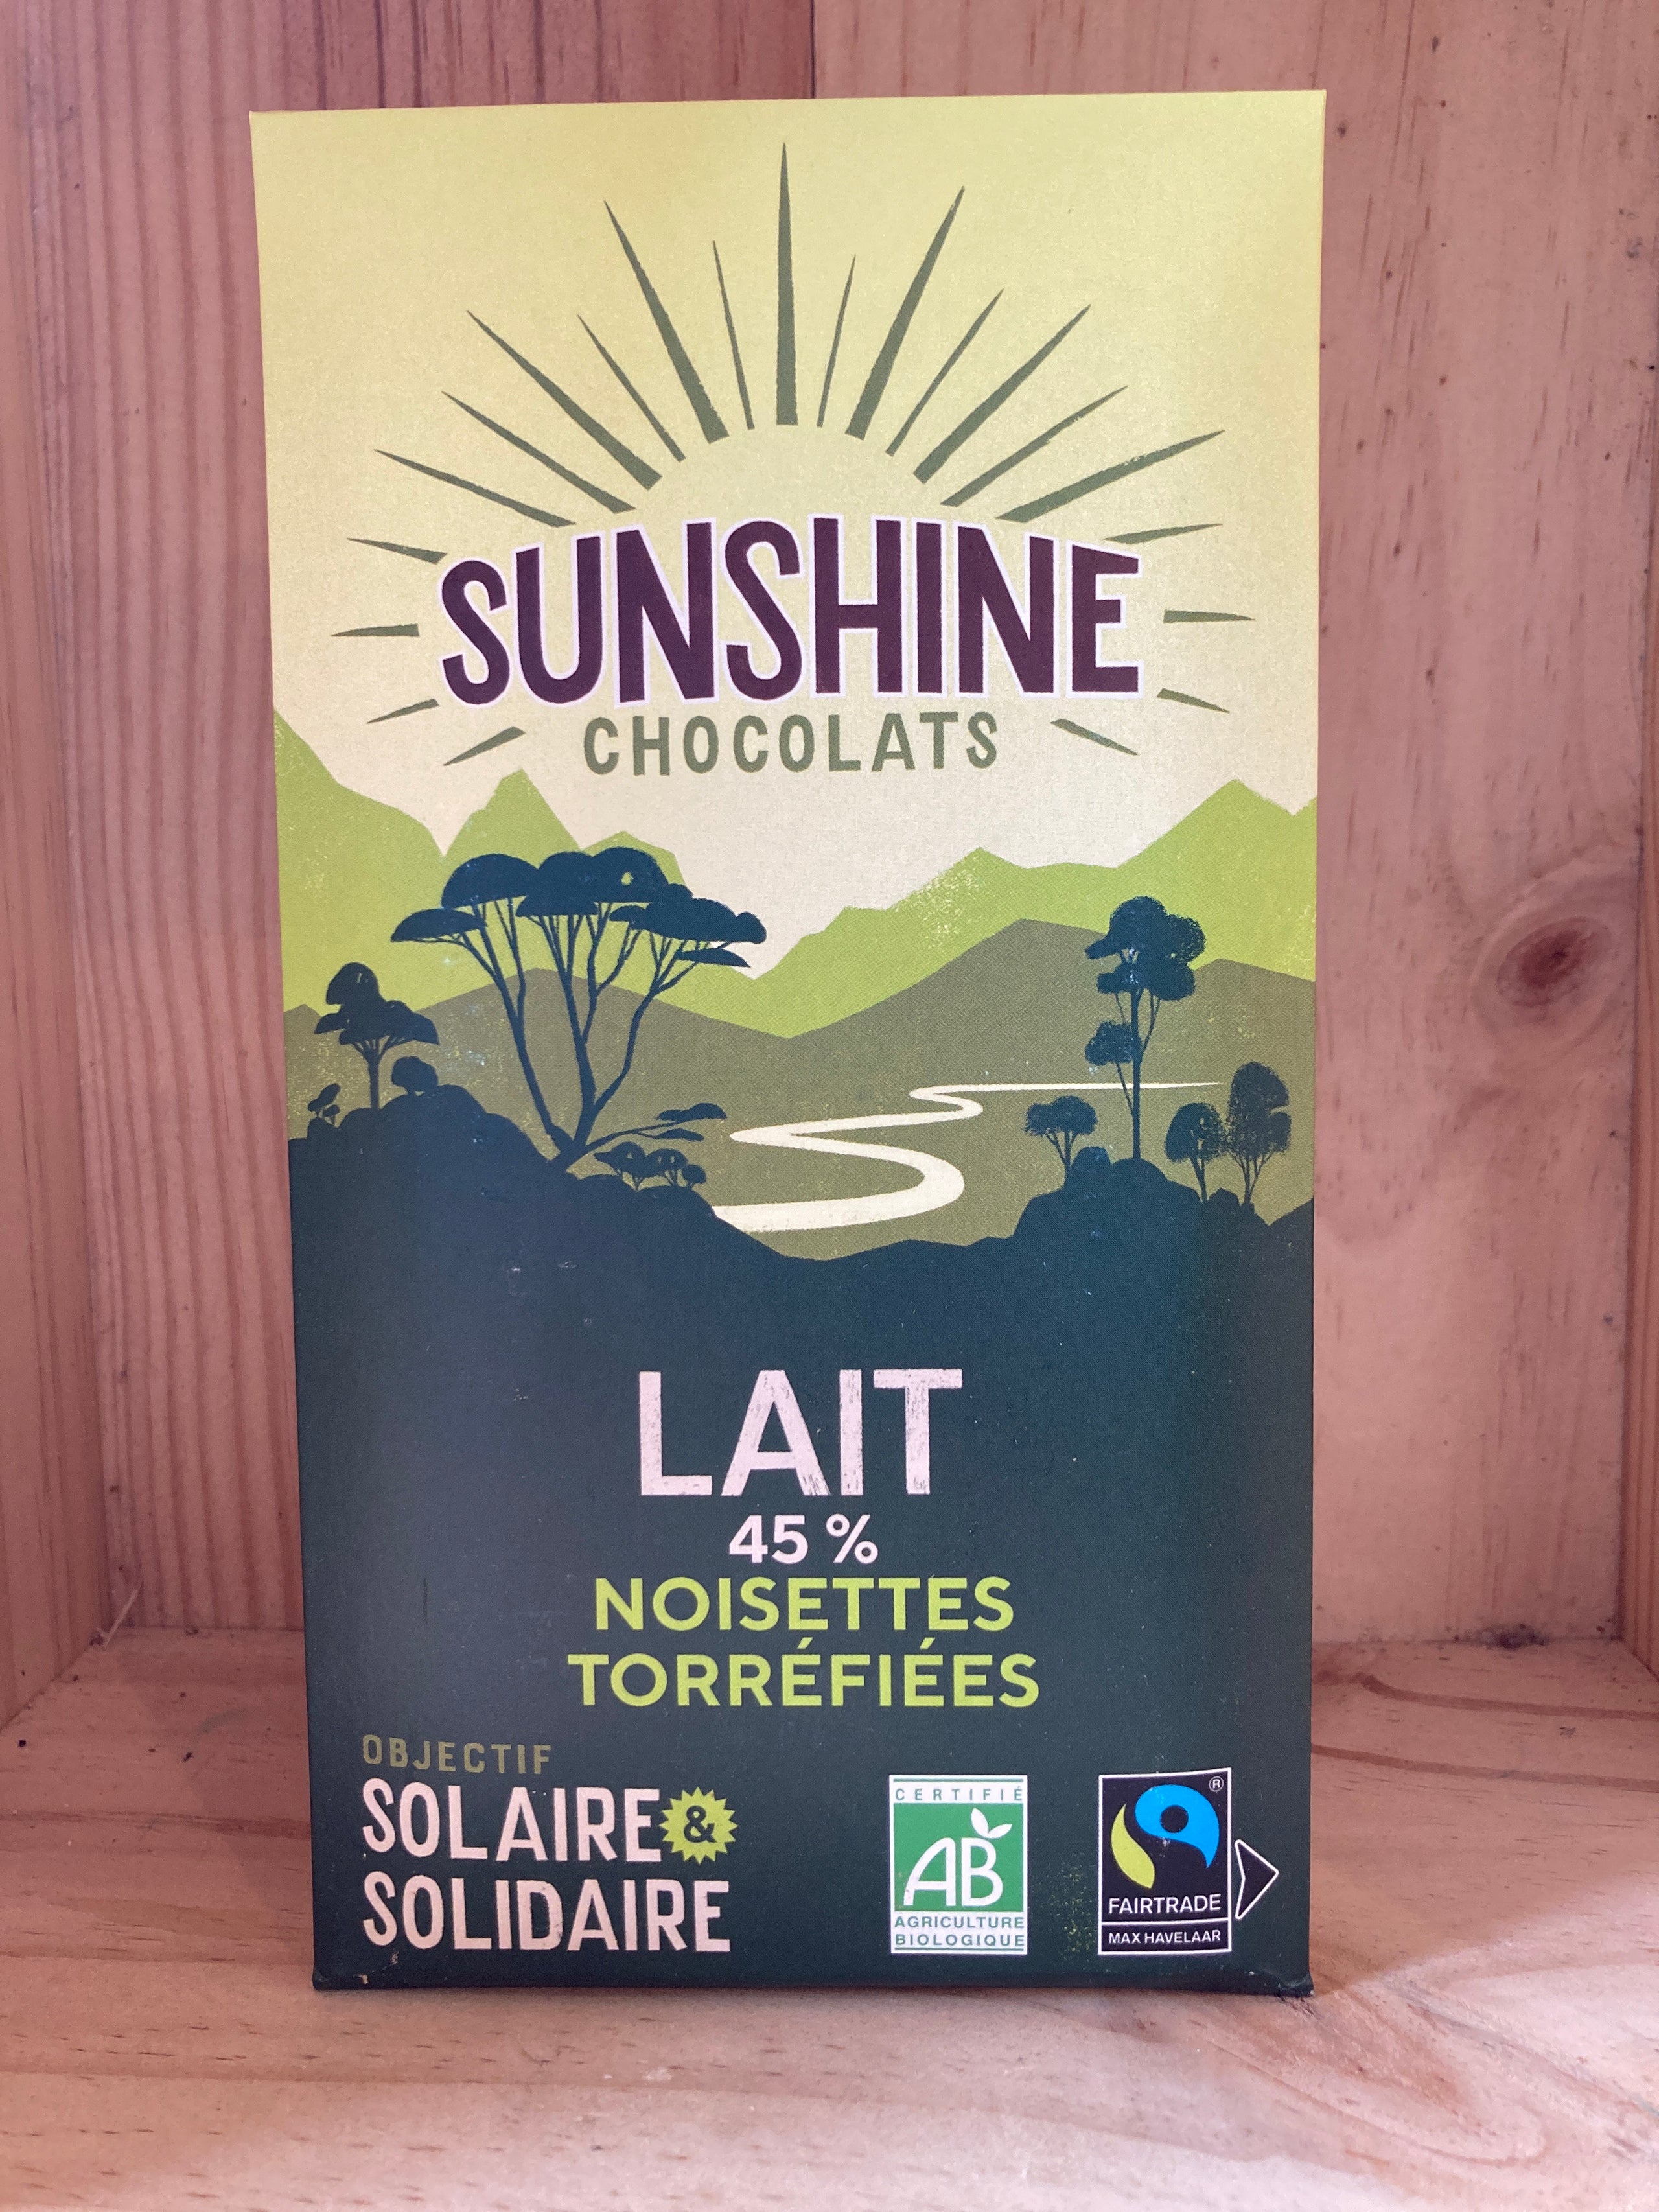 SUNSHINE
CHOCOLATS
LAIT
45 %
NOISETTES
TORRÉFIÉES
OBJECTIF
SOLAIRE &
SOLIDAIRE
CERTIFIÉ
AB
AGRICULTURE
BIOLOGIQUE
®
FAIRTRADE
MAX HAVELAAR